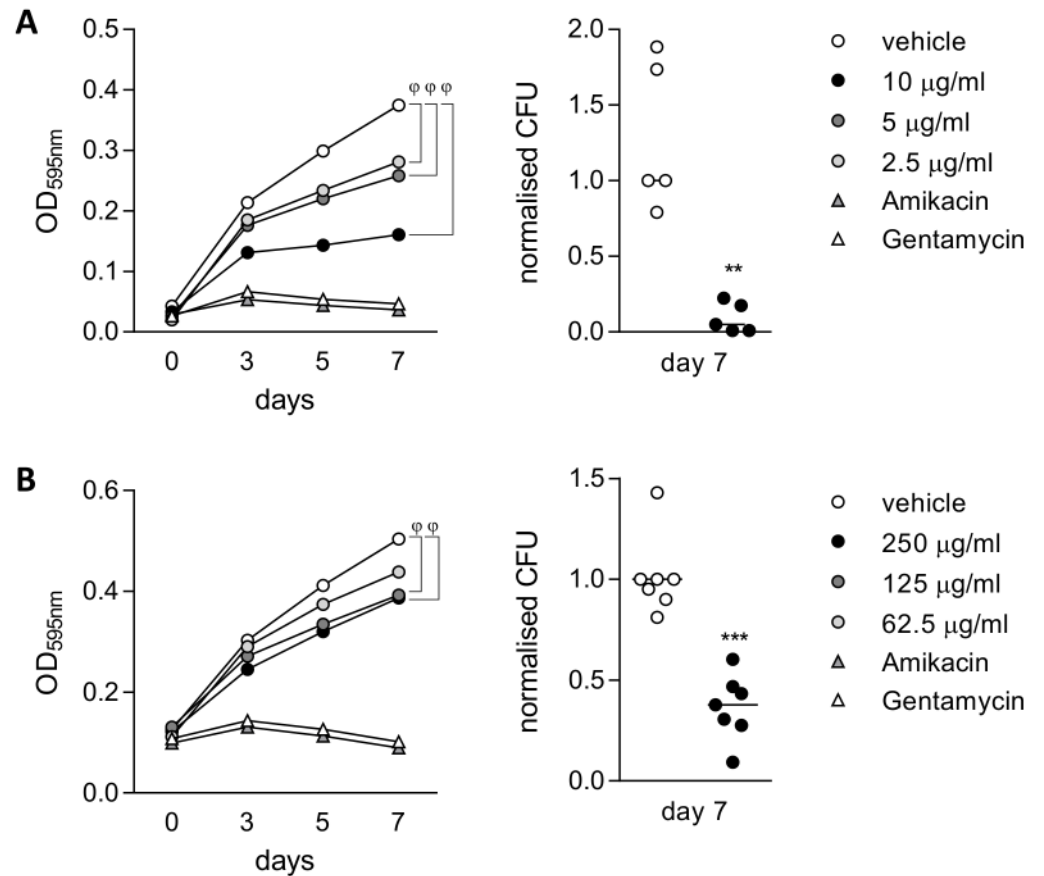 A
OD595nm
0.5
0.4
0.3
0.2
0.1
0.0
φ φ φ
0 3 5 7
days
normalised CFU
2.0
1.5
1.0
0.5
0.0
**
day 7
vehicle
10 μg/ml
5 μg/ml
2.5 μg/ml
Amikacin
Gentamycin
B
OD595nm
0.6
0.4
0.2
0.0
φ φ
0 3 5 7
days
normalised CFU
1.5
1.0
0.5
0.0
***
day 7
vehicle
250 μg/ml
125 μg/ml
62.5 μg/ml
Amikacin
Gentamycin